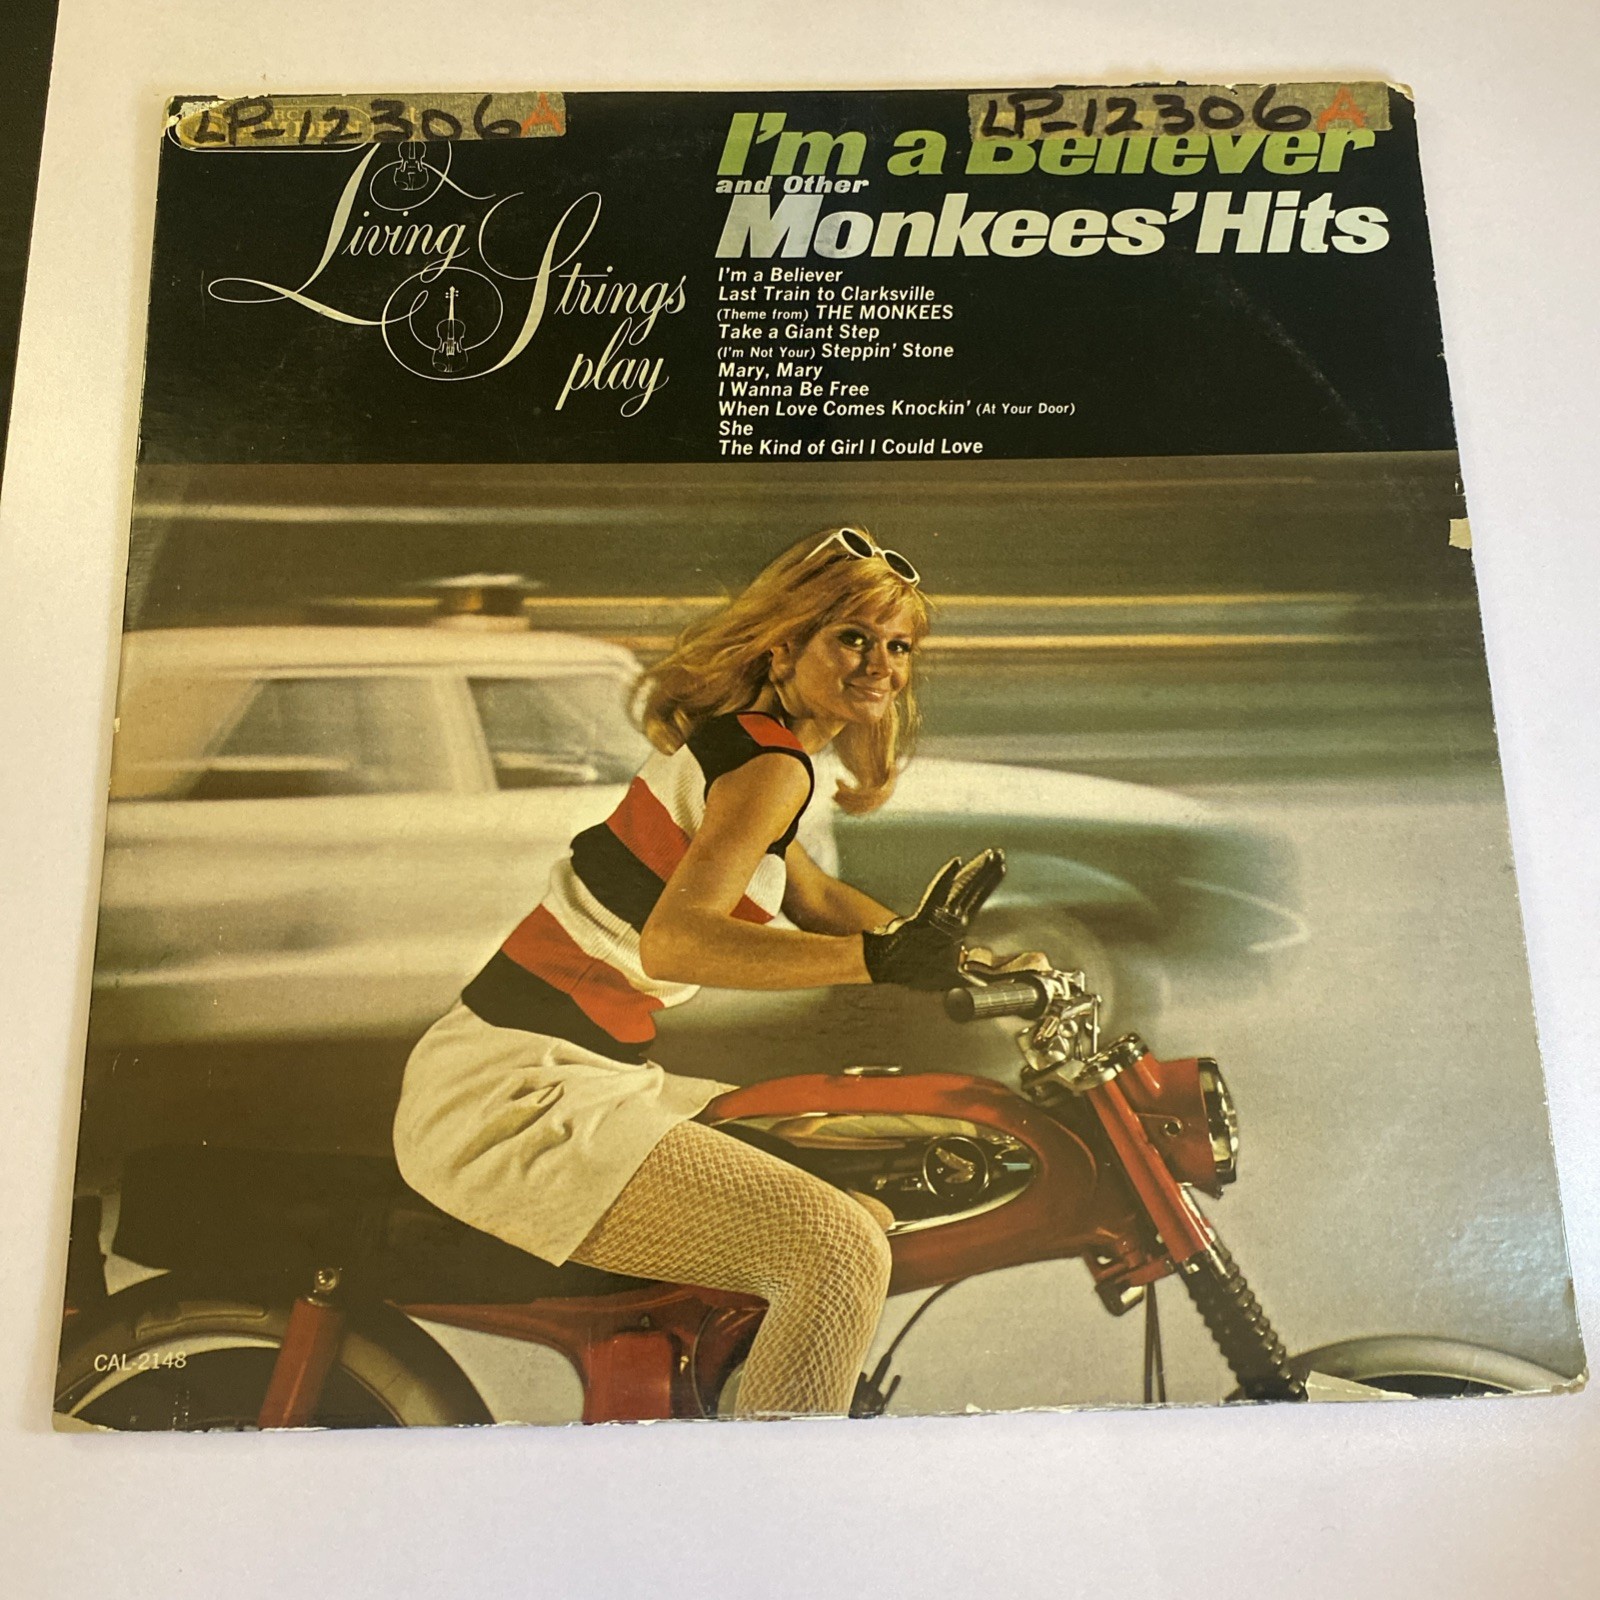 LP-12306 A
LP-12306 A
Living
Strings
play
I'm a Believer
and Other
Monkees' Hits
I'm a Believer
Last Train to Clarksville
(Theme from) THE MONKEES
Take a Giant Step
(I'm Not Your) Steppin' Stone
Mary, Mary
I Wanna Be Free
When Love Comes Knockin' (At Your Door)
She
The Kind of Girl I Could Love
CAL-2148